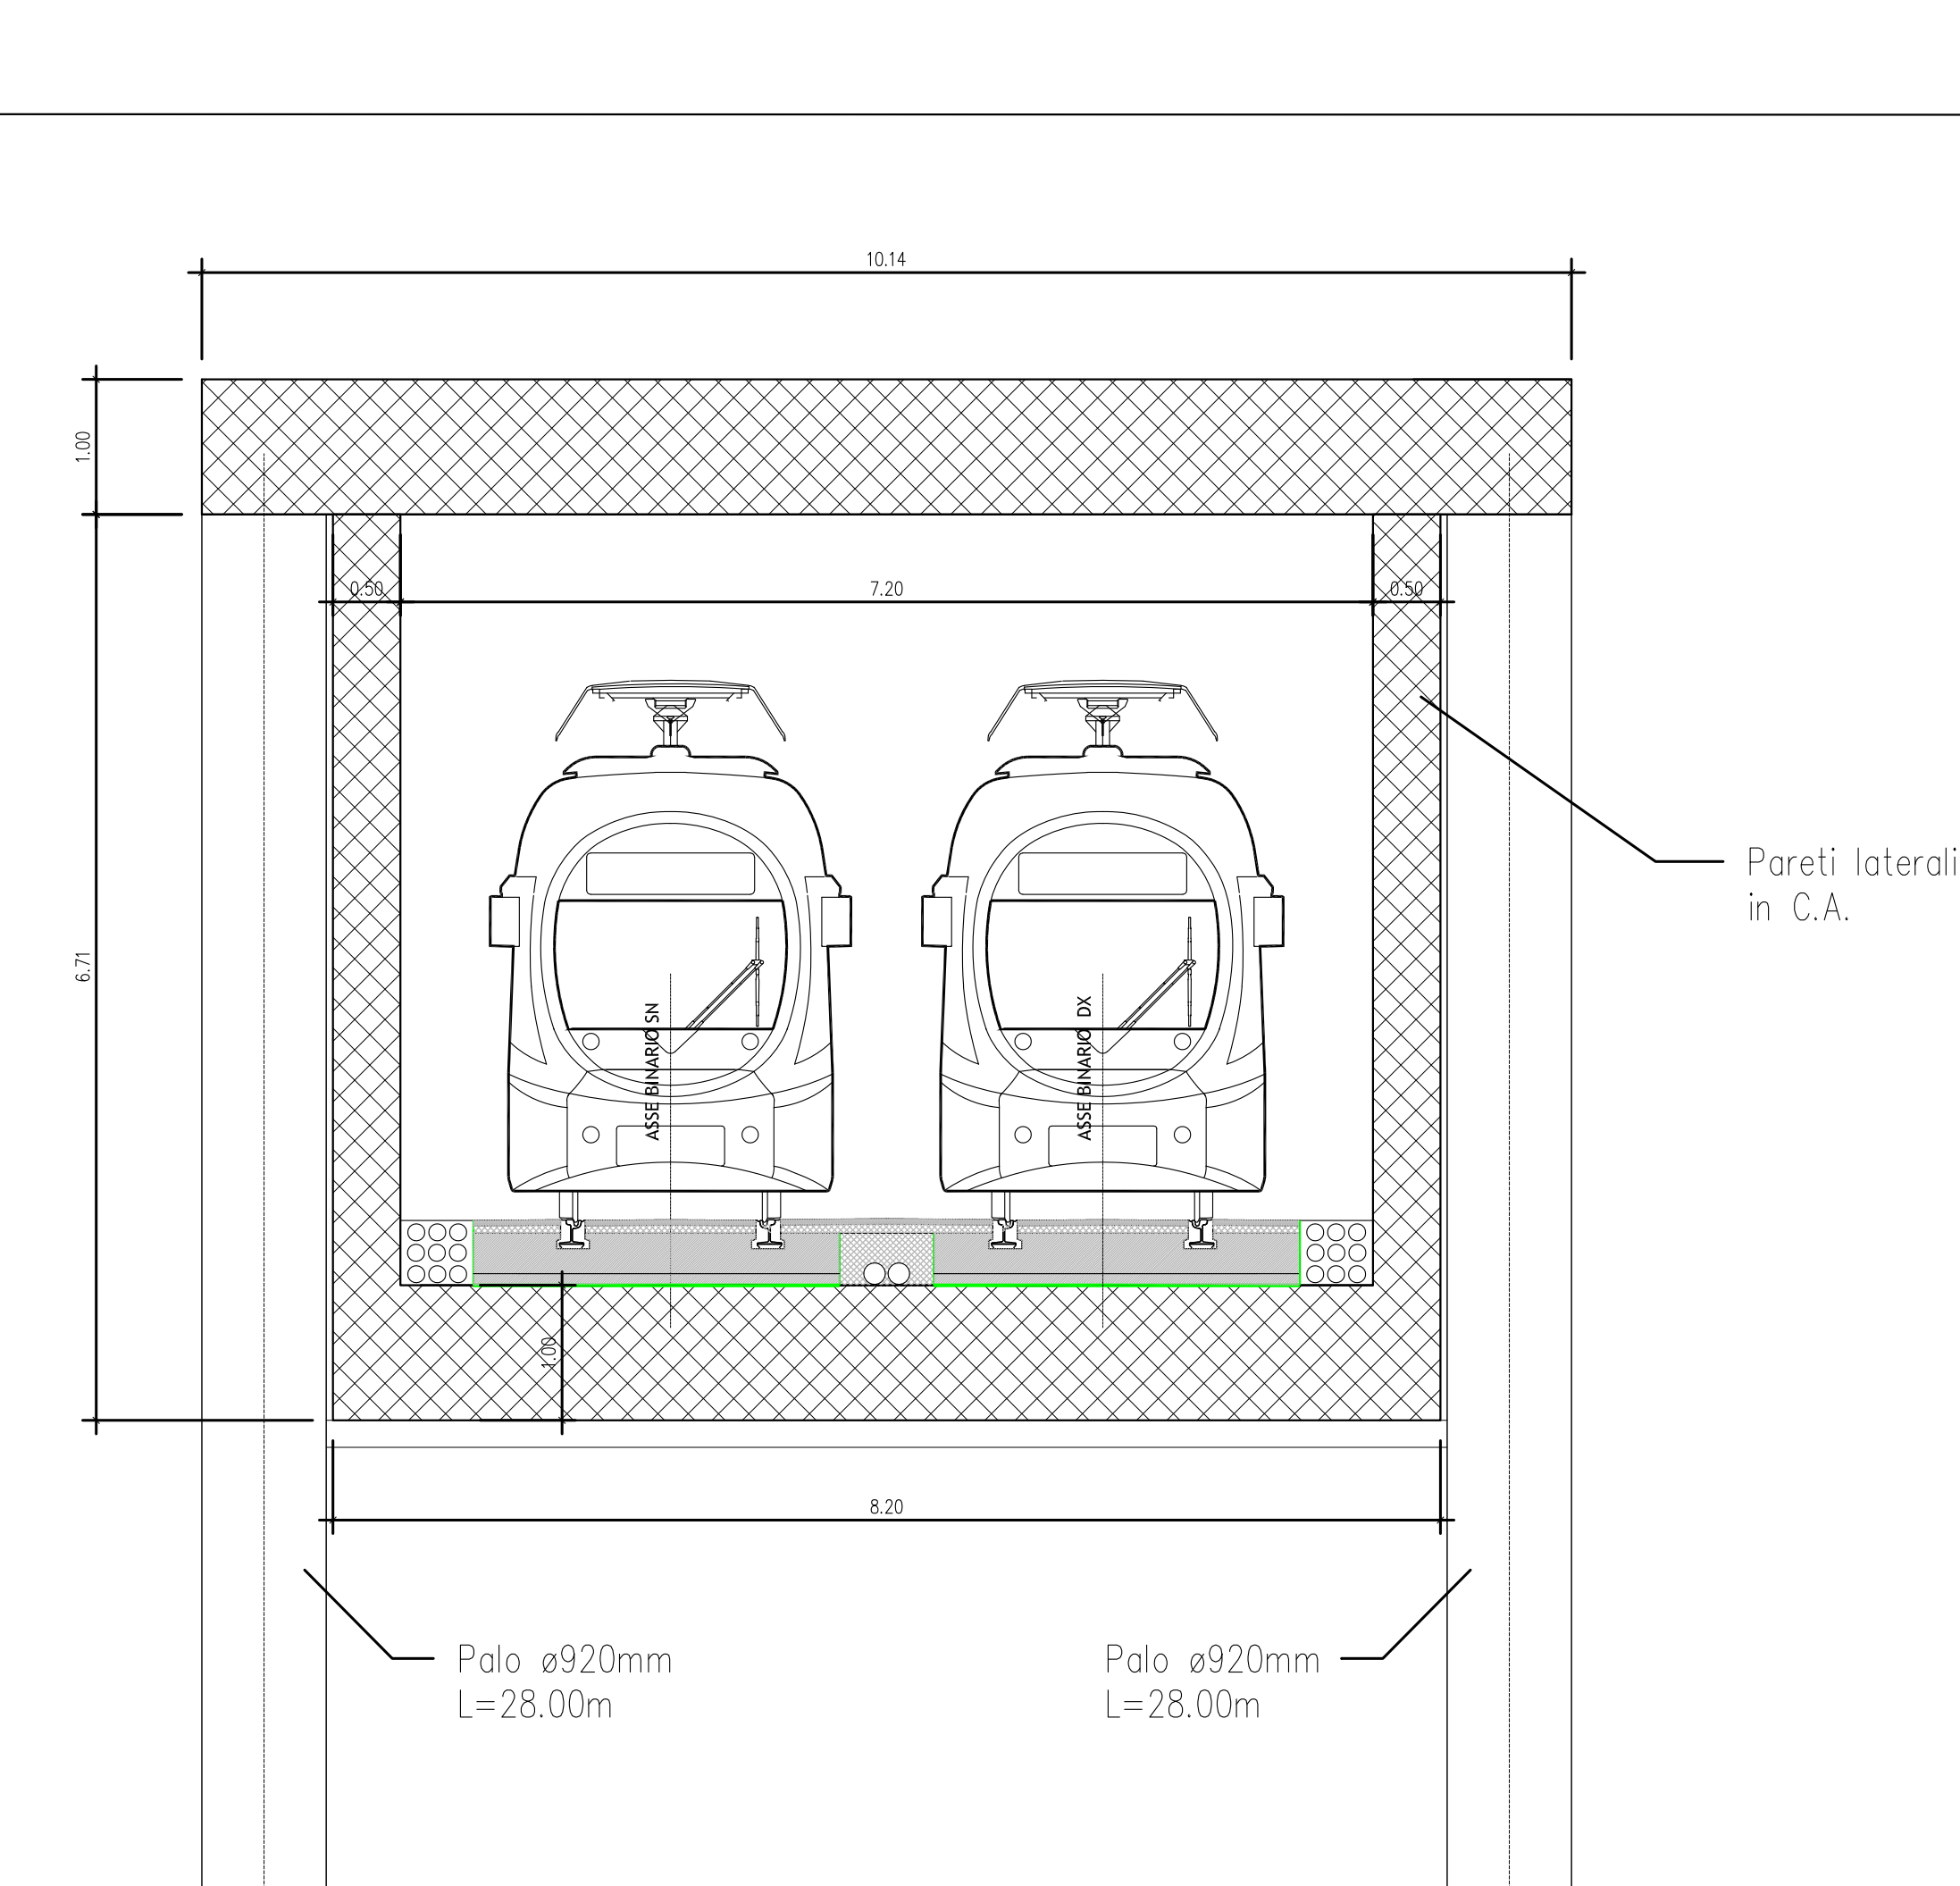 10.14
1.00
0.50
7.20
0.50
Pareti laterali
in C.A.
6.71
ASSE BINARIO SN
ASSE BINARIO DX
1.00
8.20
Palo ø920mm
L=28.00m
Palo ø920mm
L=28.00m